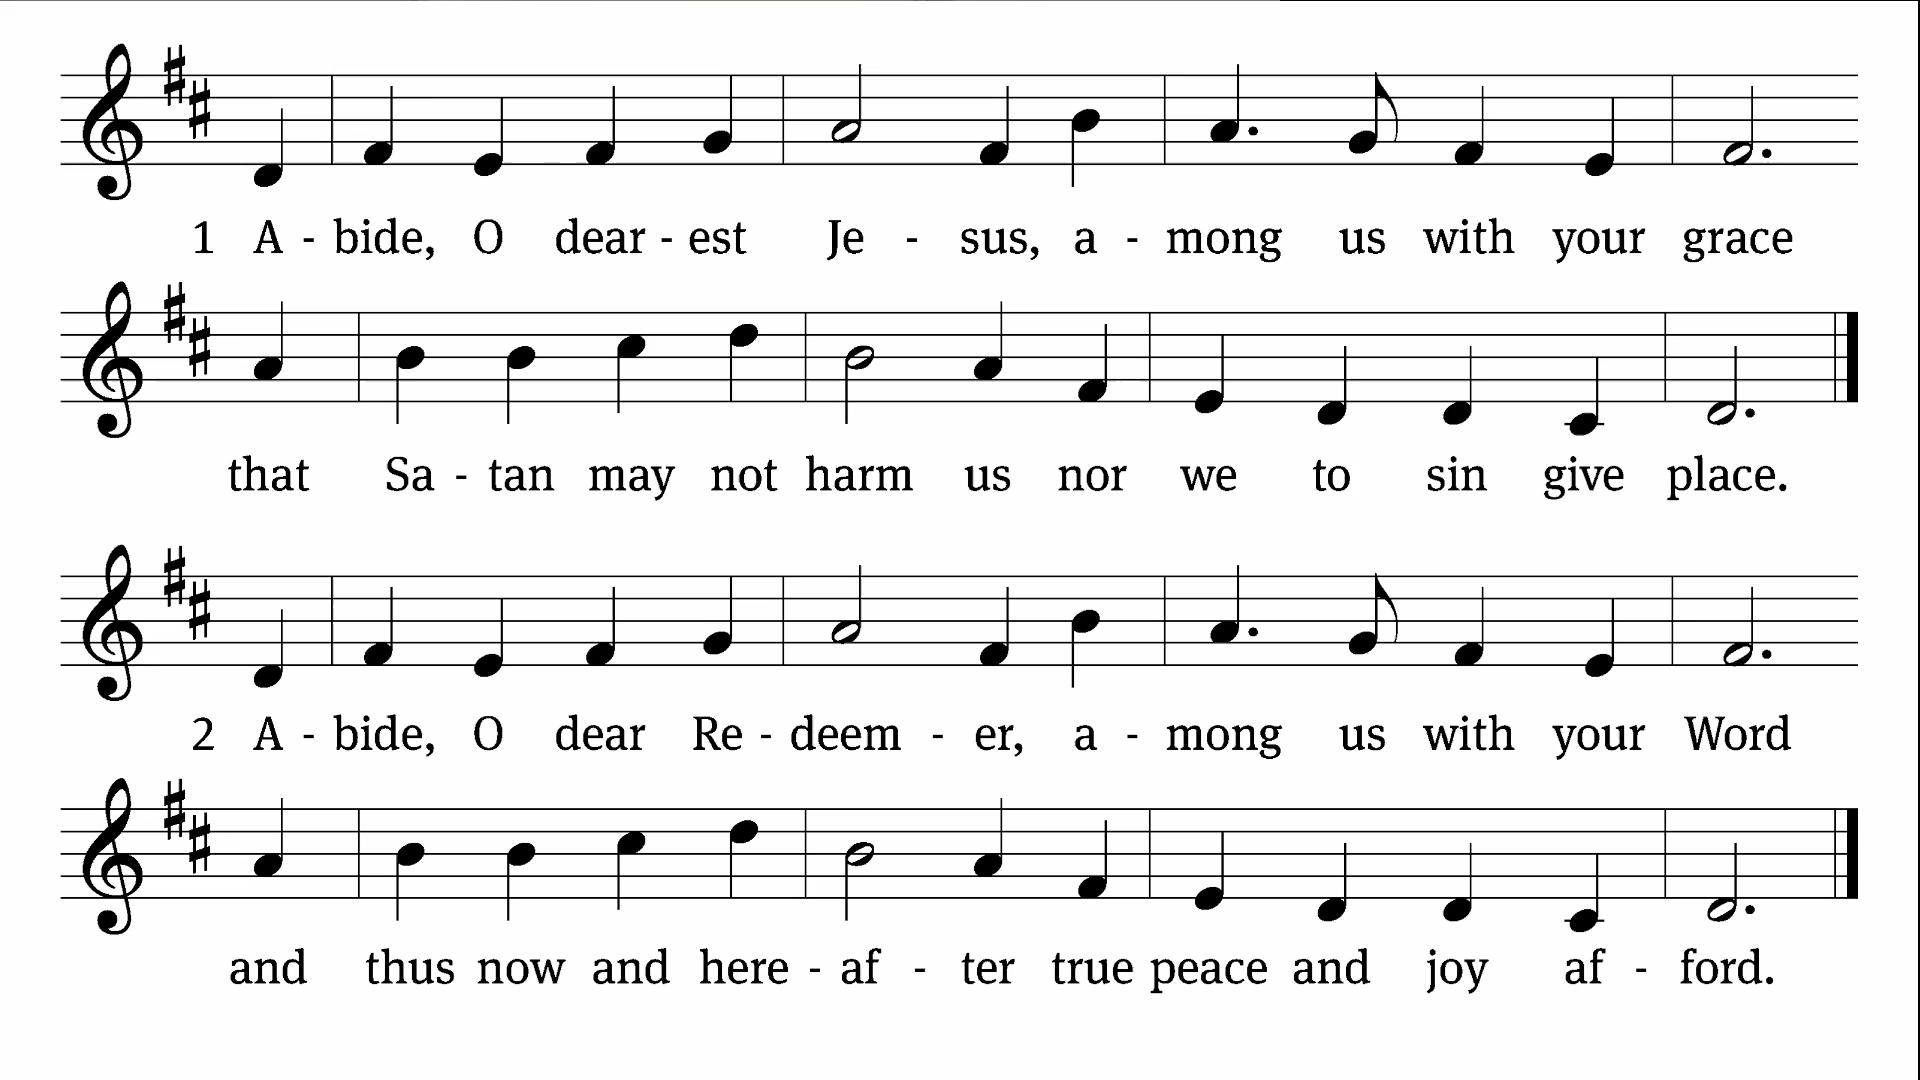 1 A - bide, O dear - est Je - sus, a - mong us with your grace
that Sa - tan may not harm us nor we to sin give place.
2 A - bide, O dear Re - deem - er, a - mong us with your Word
and thus now and here - af - ter true peace and joy af - ford.